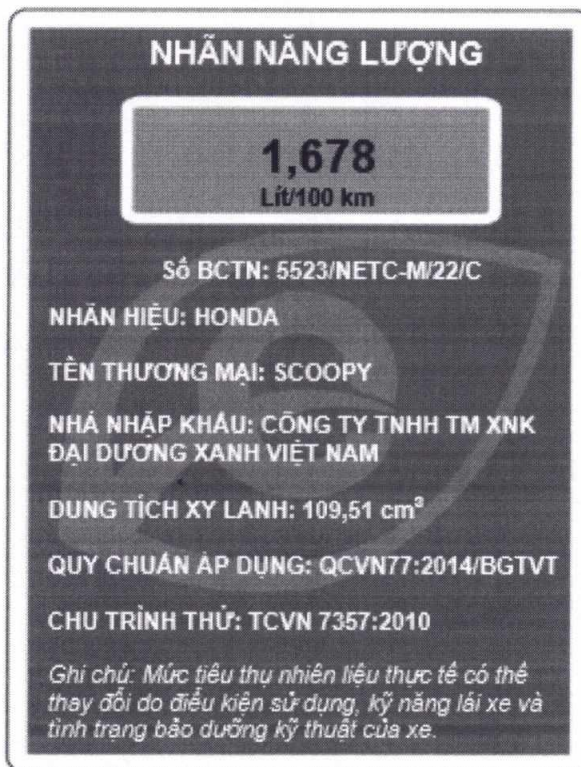 NHÃN NĂNG LƯỢNG
1,678
Lít/100 km
Số BCTN: 5523/NETC-M/22/C
NHÃN HIỆU: HONDA
TÊN THƯƠNG MẠI: SCOOPY
NHÀ NHẬP KHẨU: CÔNG TY TNHH TM XNK
ĐẠI DƯƠNG XANH VIỆT NAM
DUNG TÍCH XY LANH: 109,51 cm³
QUY CHUẨN ÁP DỤNG: QCVN77:2014/BGTVT
CHU TRÌNH THỬ: TCVN 7357:2010
Ghi chú: Mức tiêu thụ nhiên liệu thực tế có thể
thay đổi do điều kiện sử dụng, kỹ năng lái xe và
tình trạng bảo dưỡng kỹ thuật của xe.